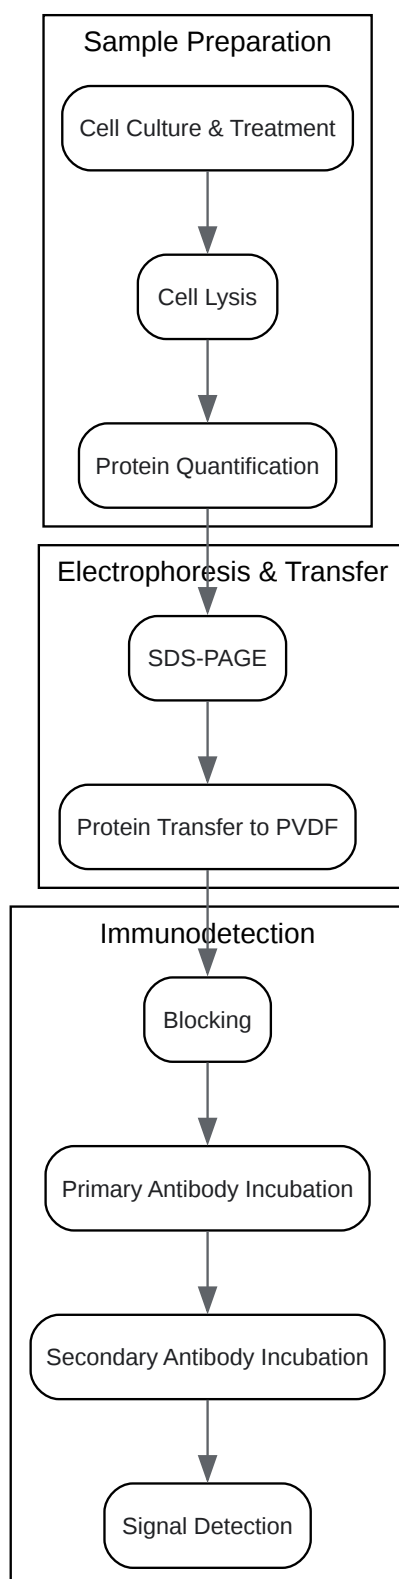 Sample Preparation
Cell Culture & Treatment
Cell Lysis
Protein Quantification
Electrophoresis & Transfer
SDS-PAGE
Protein Transfer to PVDF
Immunodetection
Blocking
Primary Antibody Incubation
Secondary Antibody Incubation
Signal Detection